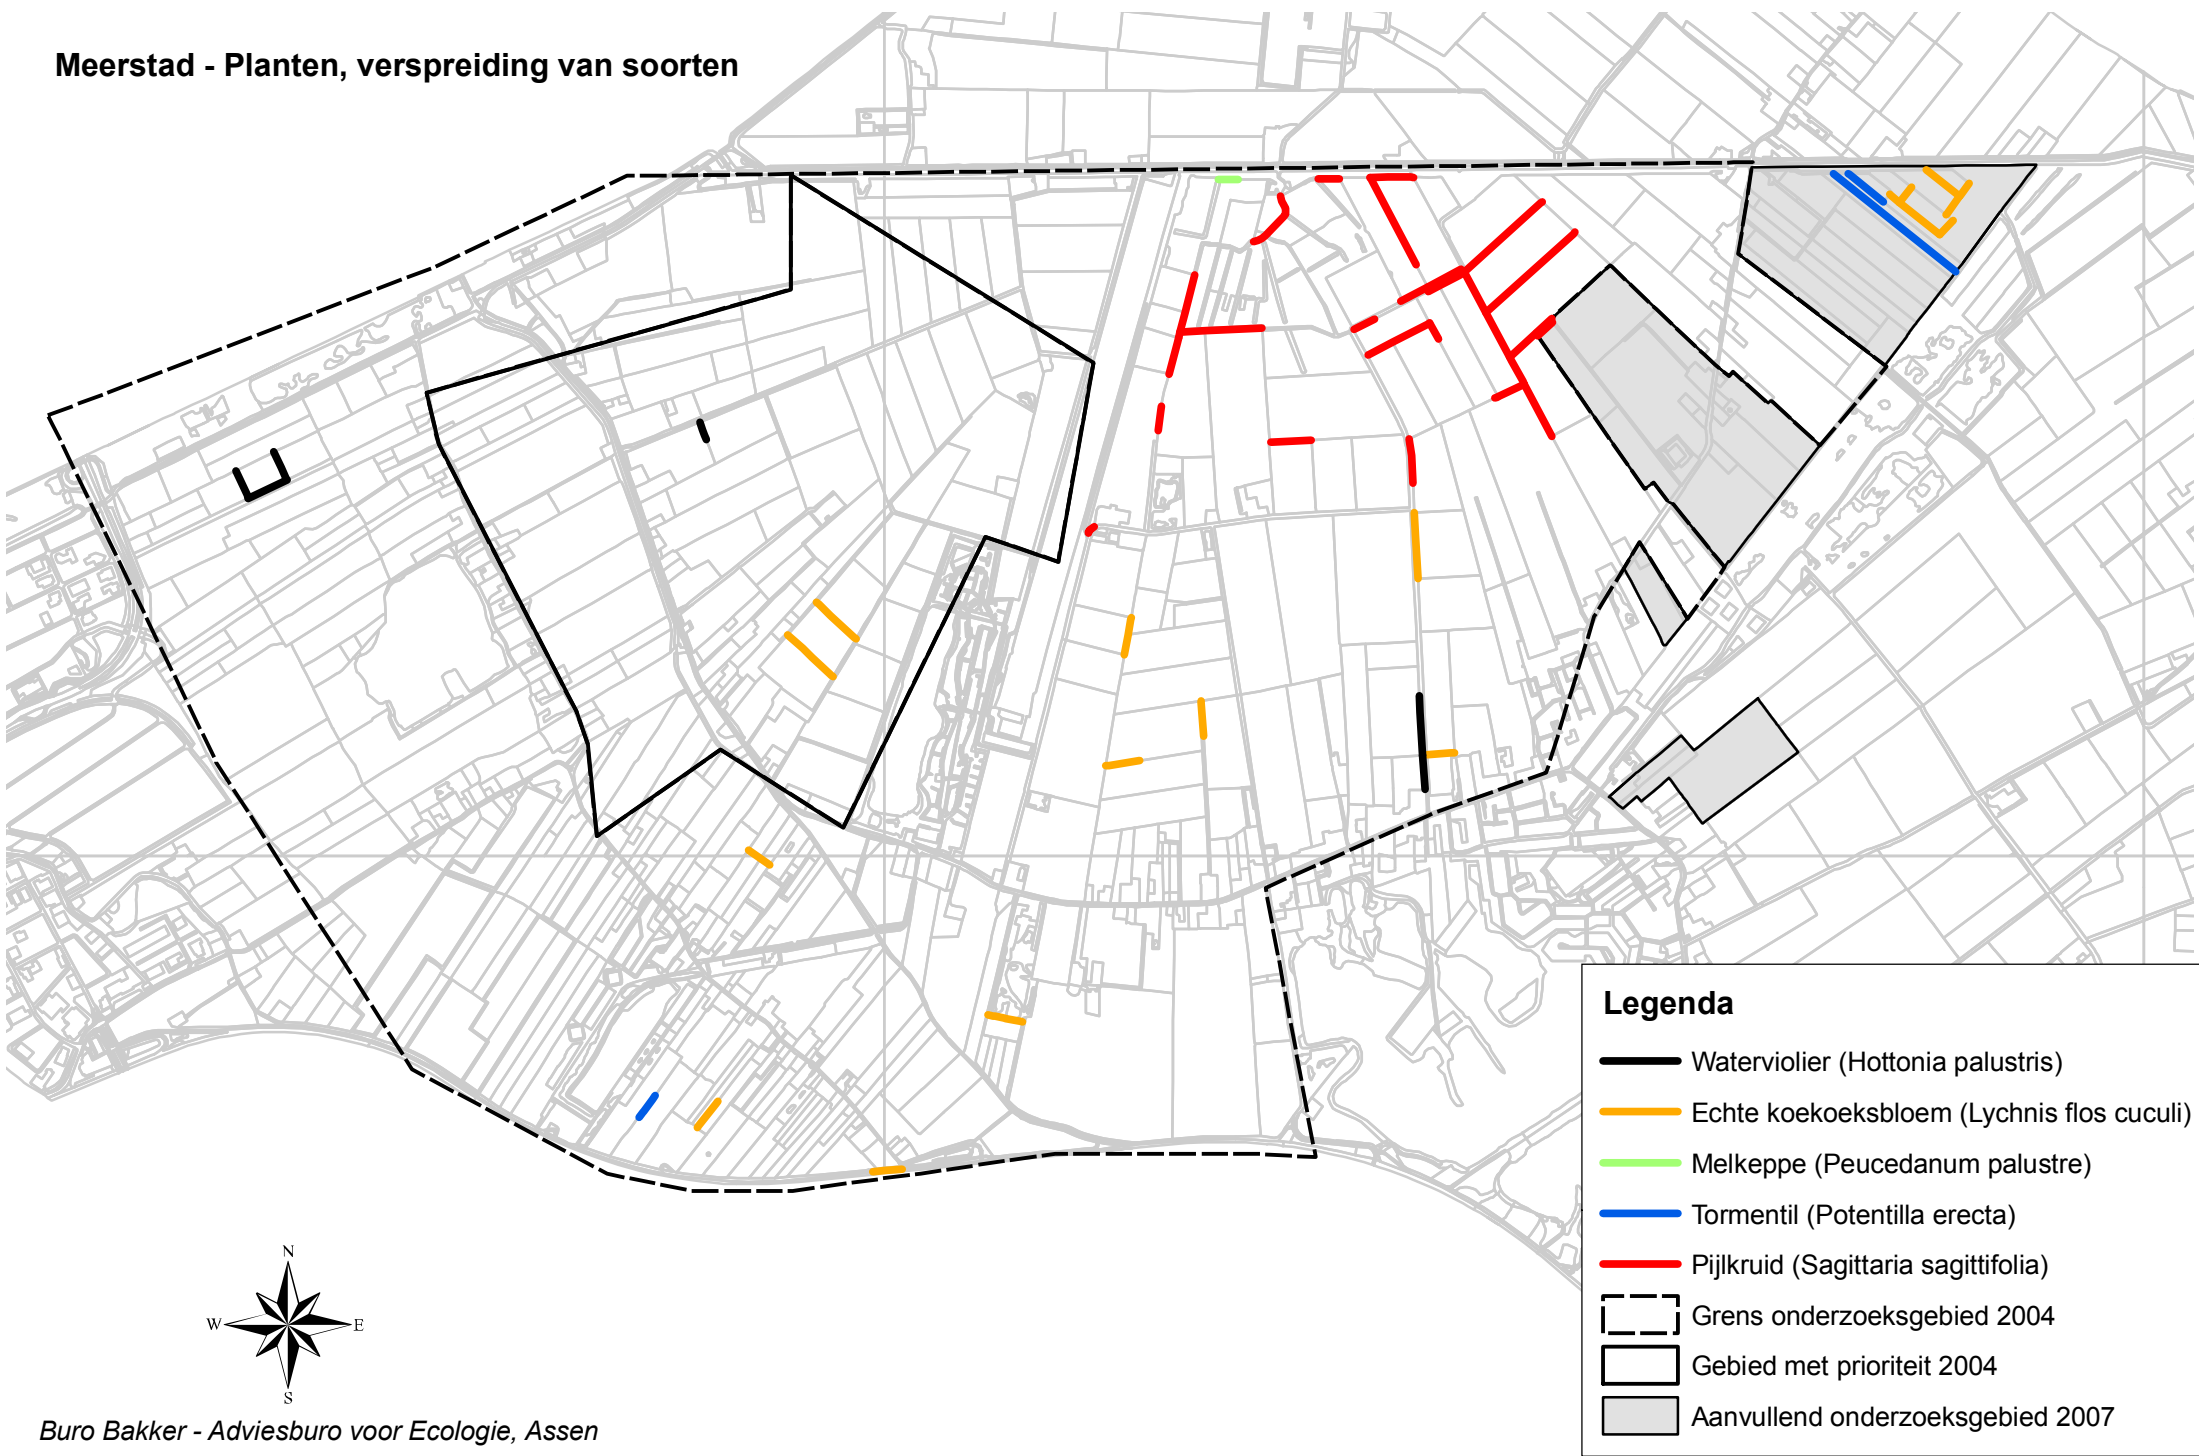 Meerstad - Planten, verspreiding van soorten
Legenda
Waterviolier (Hottonia palustris)
Echte koekoeksbloem (Lychnis flos cuculi)
Melkeppe (Peucedanum palustre)
Tormentil (Potentilla erecta)
Pijlkruid (Sagittaria sagittifolia)
Grens onderzoeksgebied 2004
Gebied met prioriteit 2004
Aanvullend onderzoeksgebied 2007
N
W
E
S
Buro Bakker - Adviesburo voor Ecologie, Assen